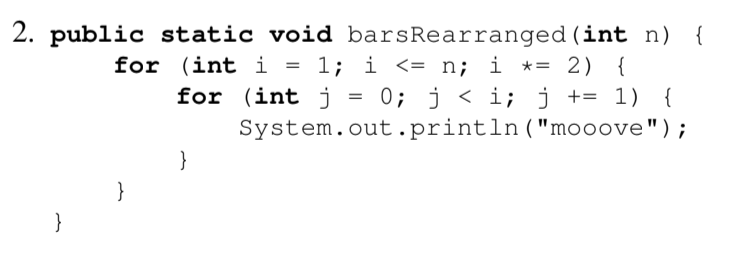 2. public static void barsRearranged(int n) {
for (int i = 1; i <= n; i *= 2) {
for (int j = 0; j < i; j += 1) {
System.out.println("mooove");
}
}
}